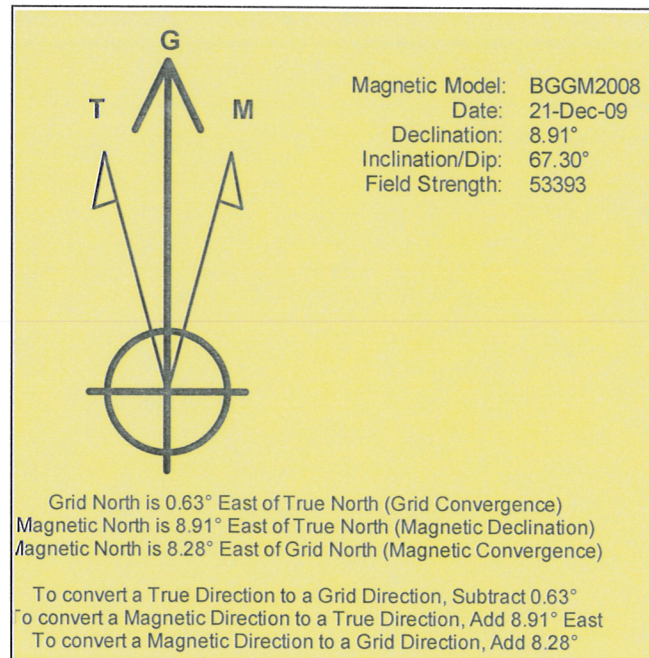 G
T M
Magnetic Model: BGGM2008
Date: 21-Dec-09
Declination: 8.91°
Inclination/Dip: 67.30°
Field Strength: 53393
Grid North is 0.63° East of True North (Grid Convergence)
Magnetic North is 8.91° East of True North (Magnetic Declination)
Magnetic North is 8.28° East of Grid North (Magnetic Convergence)
To convert a True Direction to a Grid Direction, Subtract 0.63°
To convert a Magnetic Direction to a True Direction, Add 8.91° East
To convert a Magnetic Direction to a Grid Direction, Add 8.28°